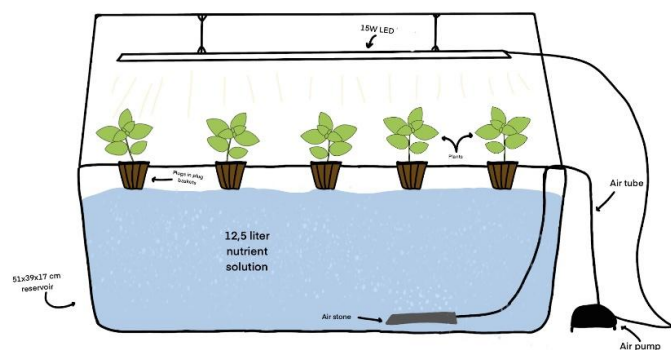 15W LED
Plants
Plugs in plug
baskets
Air tube
12,5 liter
nutrient
solution
51x39x17 cm
reservoir
Air stone
Air pump